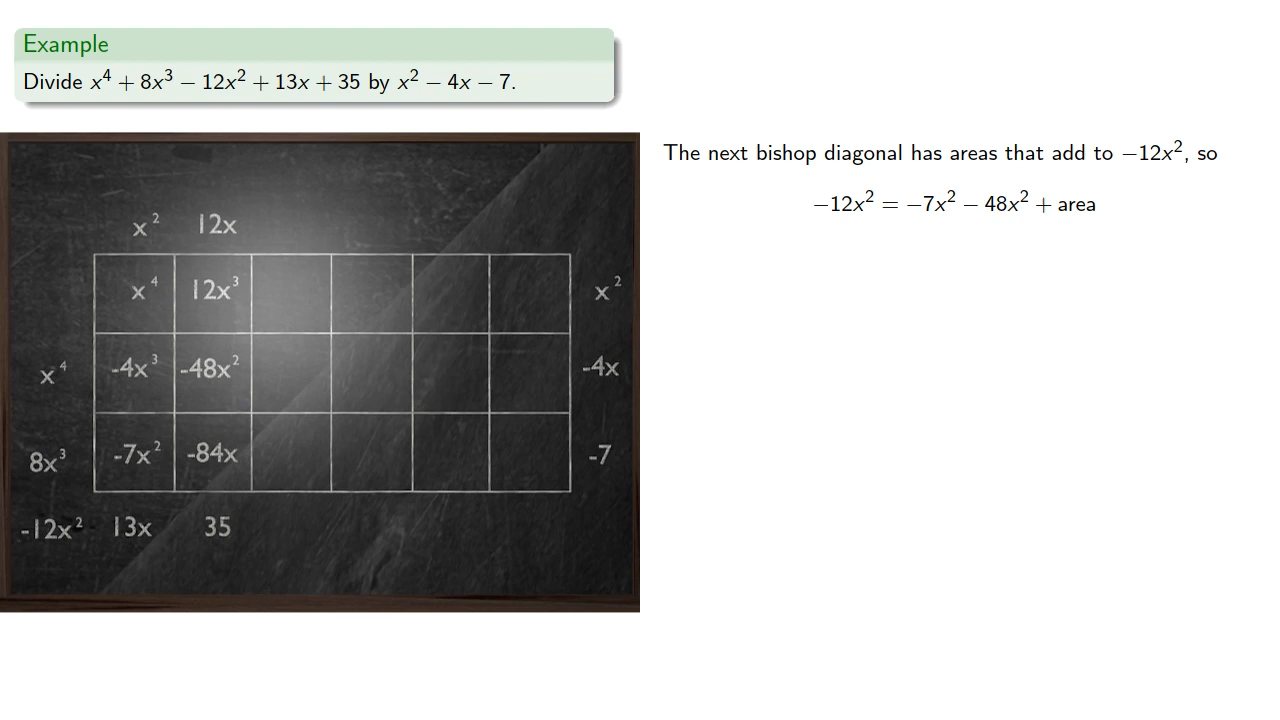 Example
Divide x⁴ + 8x³ − 12x² + 13x + 35 by x² − 4x − 7.
The next bishop diagonal has areas that add to −12x², so
−12x² = −7x² − 48x² + area
x² 12x
x⁴ 12x³ x²
x⁴ -4x³ -48x² -4x
8x³ -7x² -84x -7
-12x² 13x 35